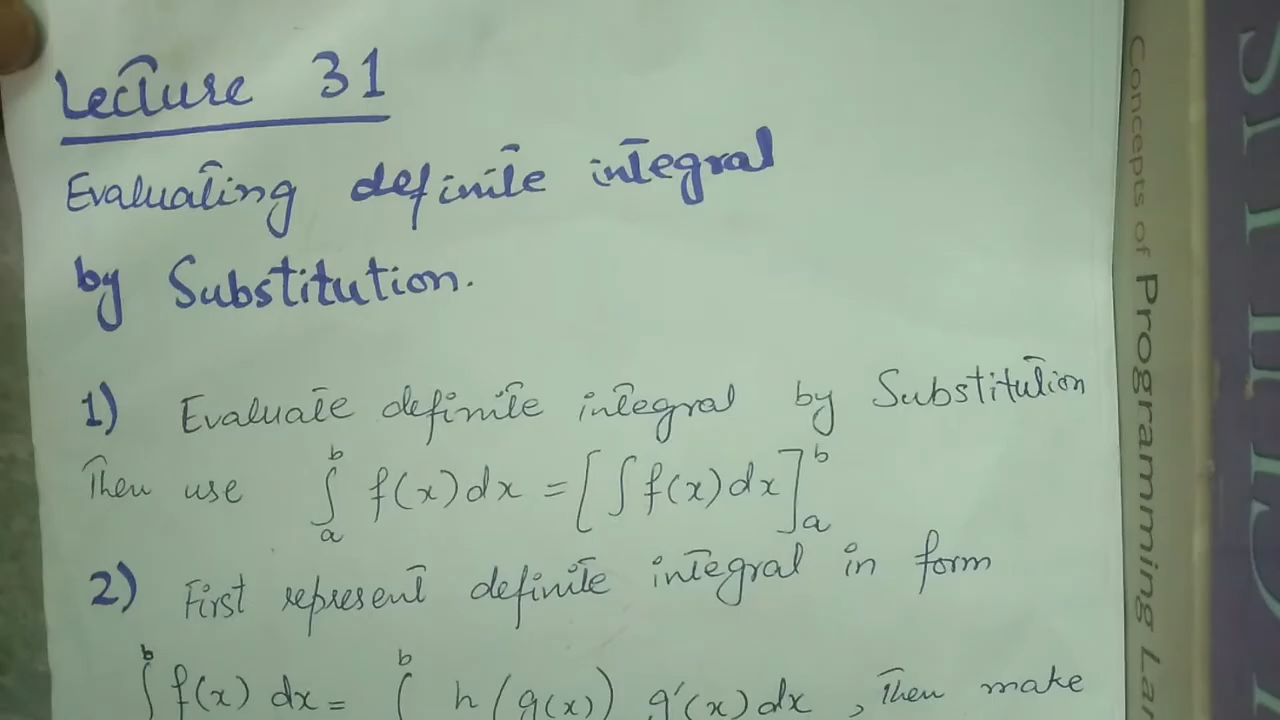 Lecture 31
Evaluating definite integral
by Substitution.
1) Evaluate definite integral by Substitution
Then use ∫_a^b f(x) dx = [∫ f(x) dx]_a^b
2) First represent definite integral in form
∫^b f(x) dx = ∫^b h(g(x)) g'(x) dx, Then make
Concepts of Programming Lan